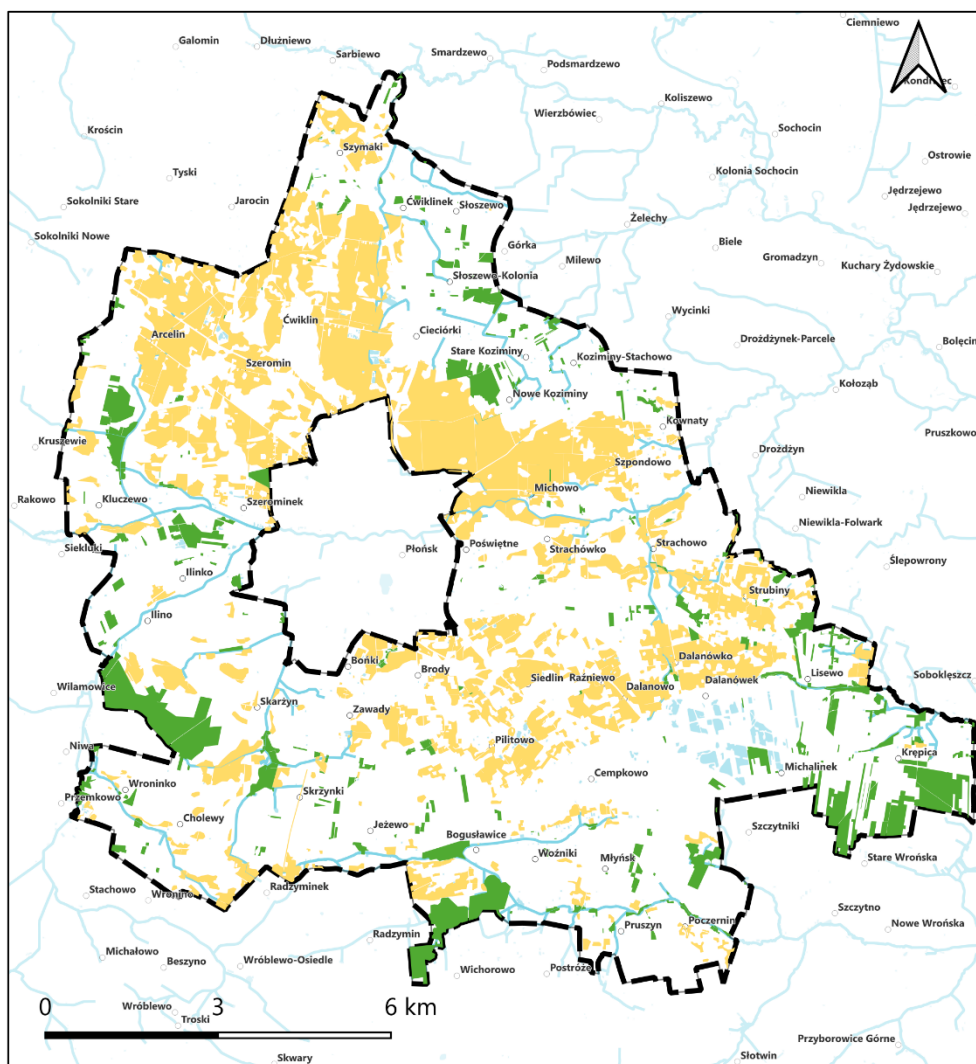 Ciemniewo
Galomin
Dłużniewo
Sarbiewo
Smardzewo
Podsmardzewo
Koliszewo
Wierzbówiec
Krościn
Sochocin
Szymaki
Ostrowie
Tyski
Kolonia Sochocin
Jędrzejewo
Sokolniki Stare
Jarocin
Ćwiklinek
Słoszewo
Jędrzejewo
Żelechy
Sokolniki Nowe
Górka
Biele
Milewo
Gromadzyn
Kuchary Żydowskie
Słoszewo-Kolonia
Wycinki
Ćwiklin
Arcelin
Cieciórki
Drożdżynek-Parcele
Bolęcin
Stare Koziminy
Koziminy-Stachowo
Szeromin
Kołoząb
Nowe Koziminy
Kownaty
Pruszkowo
Kruszewie
Drożdżyn
Szpondowo
Rakowo
Kluczewo
Michowo
Niewikla
Szerominek
Niewikla-Folwark
Siekluki
Płońsk
Poświętne
Strachówko
Strachowo
Ślepowrony
Ilinko
Strubiny
Ilino
Bońki
Brody
Dalanówko
Siedlin
Raźniewo
Dalanowo
Dalanówek
Lisewo
Soboklęszcz
Wilamowice
Skarżyn
Zawady
Niwa
Pilitowo
Krępica
Michalinek
Cempkowo
Wroninko
Przemkowo
Skrżynki
Cholewy
Jeżewo
Bogusławice
Szczytniki
Woźniki
Młyńsk
Stare Wrońska
Stachowo
Wronino
Radzyminek
Szczytno
Nowe Wrońska
Radzymin
Pruszyn
Poczernin
Michałowo
Beszyno
Wróblewo-Osiedle
Wichorowo
Postróże
0
3
6 km
Wróblewo
Troski
Skwary
Przyborowice Górne
Słotwin